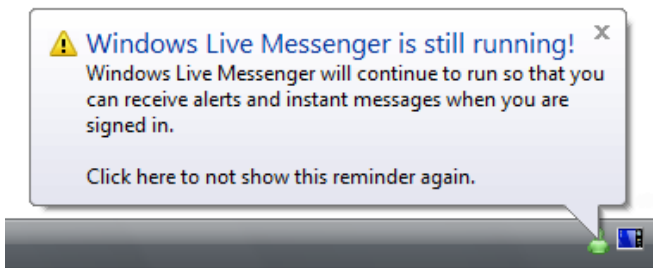 Windows Live Messenger is still running!
Windows Live Messenger will continue to run so that you
can receive alerts and instant messages when you are
signed in.
Click here to not show this reminder again.